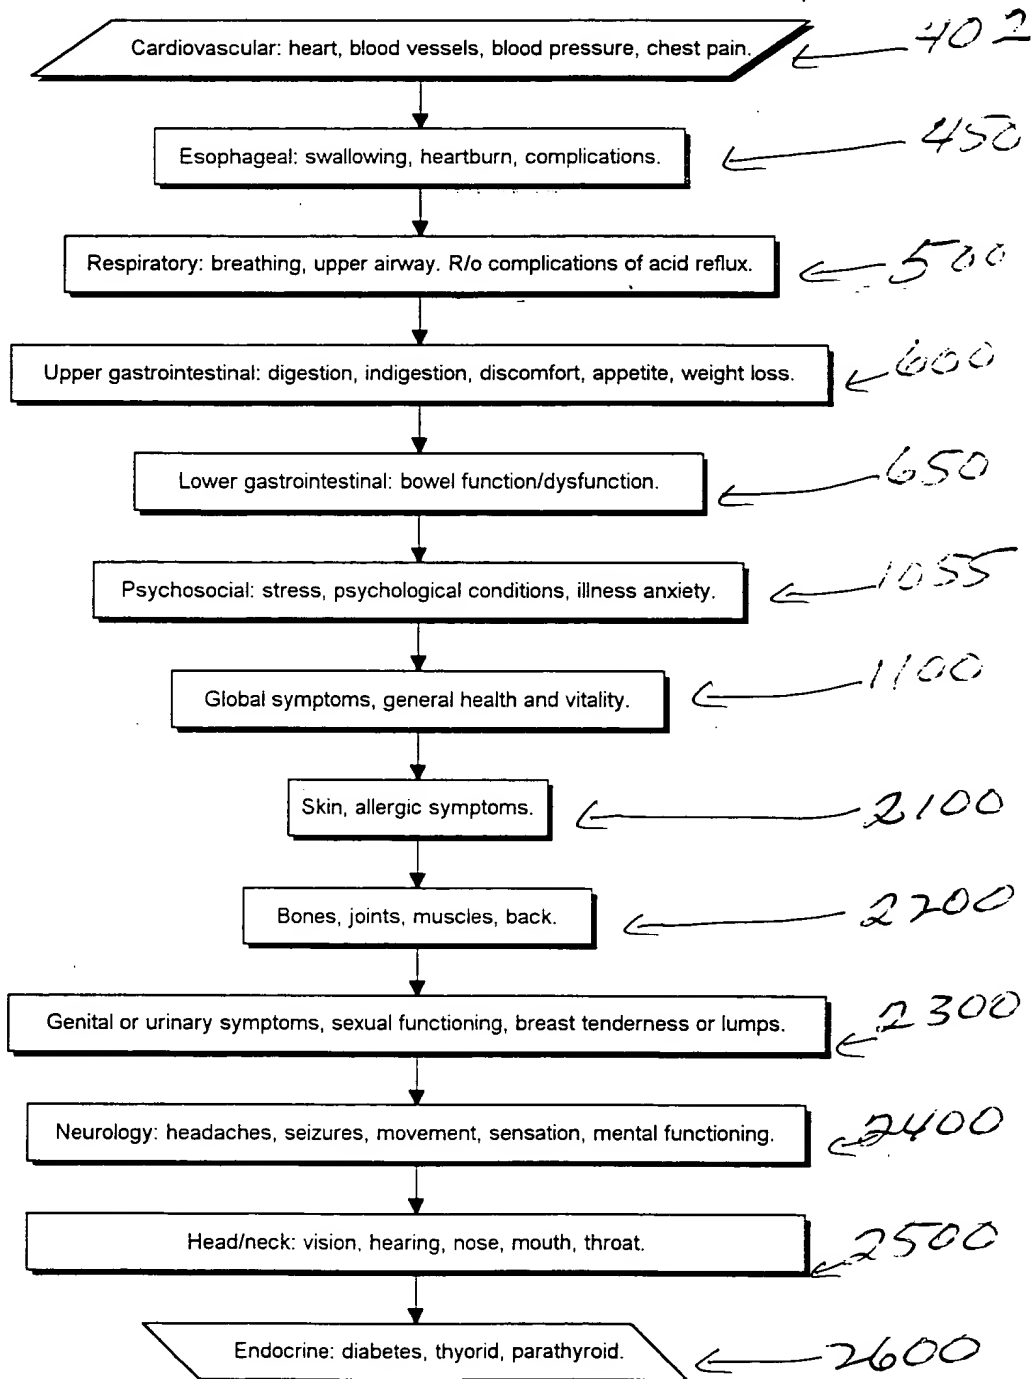 Cardiovascular: heart, blood vessels, blood pressure, chest pain. 402
Esophageal: swallowing, heartburn, complications. 450
Respiratory: breathing, upper airway. R/o complications of acid reflux. 500
Upper gastrointestinal: digestion, indigestion, discomfort, appetite, weight loss. 600
Lower gastrointestinal: bowel function/dysfunction. 650
Psychosocial: stress, psychological conditions, illness anxiety. 1055
Global symptoms, general health and vitality. 1100
Skin, allergic symptoms. 2100
Bones, joints, muscles, back. 2200
Genital or urinary symptoms, sexual functioning, breast tenderness or lumps. 2300
Neurology: headaches, seizures, movement, sensation, mental functioning. 2400
Head/neck: vision, hearing, nose, mouth, throat. 2500
Endocrine: diabetes, thyorid, parathyroid. 2600